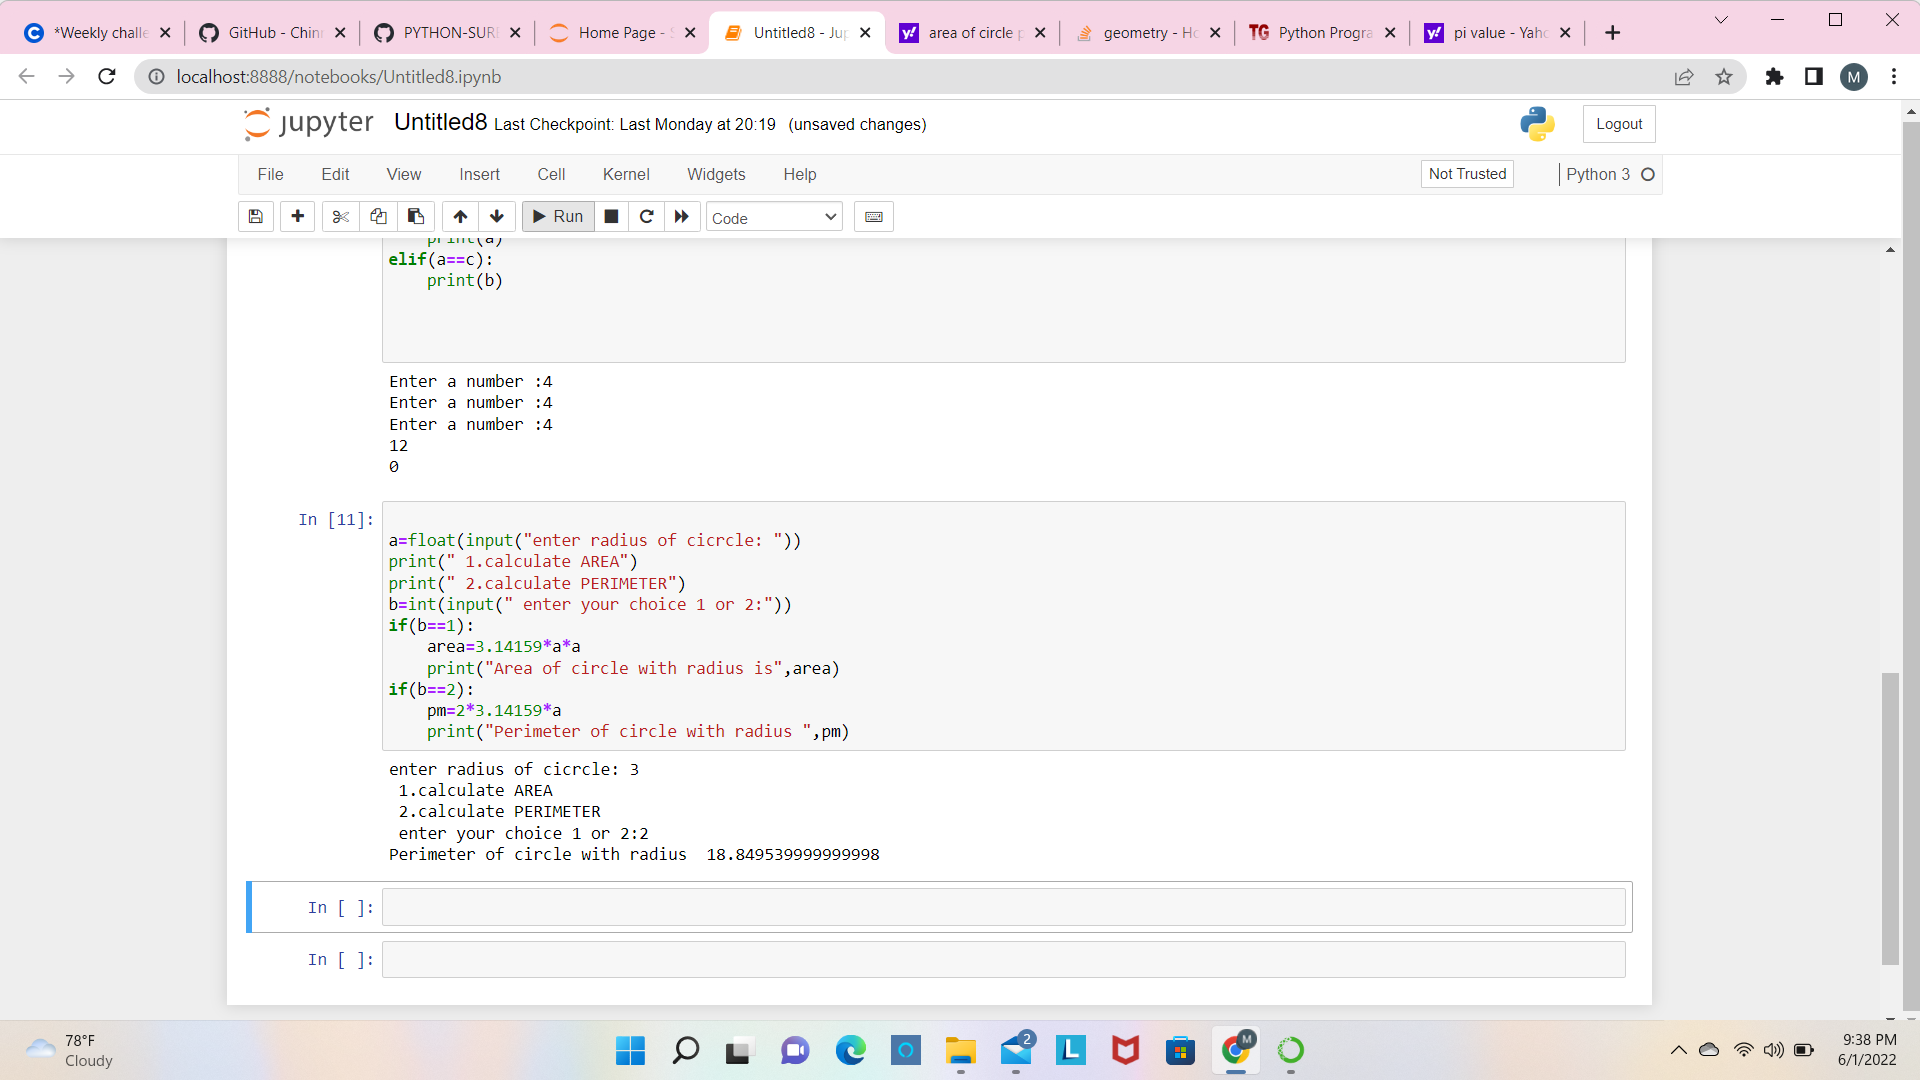 *Weekly challe
GitHub - Chin
PYTHON-SUR
Home Page - S
Untitled8 - Jup
area of circle p
geometry - Ho
Python Progra
pi value - Yaho
localhost:8888/notebooks/Untitled8.ipynb
M
jupyter Untitled8 Last Checkpoint: Last Monday at 20:19 (unsaved changes)
Logout
File Edit View Insert Cell Kernel Widgets Help
Not Trusted
Python 3
Run
Code
print(a)
elif(a==c):
    print(b)
Enter a number :4
Enter a number :4
Enter a number :4
12
0
In [11]:
a=float(input("enter radius of cicrcle: "))
print(" 1.calculate AREA")
print(" 2.calculate PERIMETER")
b=int(input(" enter your choice 1 or 2:"))
if(b==1):
    area=3.14159*a*a
    print("Area of circle with radius is",area)
if(b==2):
    pm=2*3.14159*a
    print("Perimeter of circle with radius ",pm)
enter radius of cicrcle: 3
 1.calculate AREA
 2.calculate PERIMETER
 enter your choice 1 or 2:2
Perimeter of circle with radius  18.849539999999998
In [ ]:
In [ ]:
78°F
Cloudy
2
L
M
9:38 PM
6/1/2022